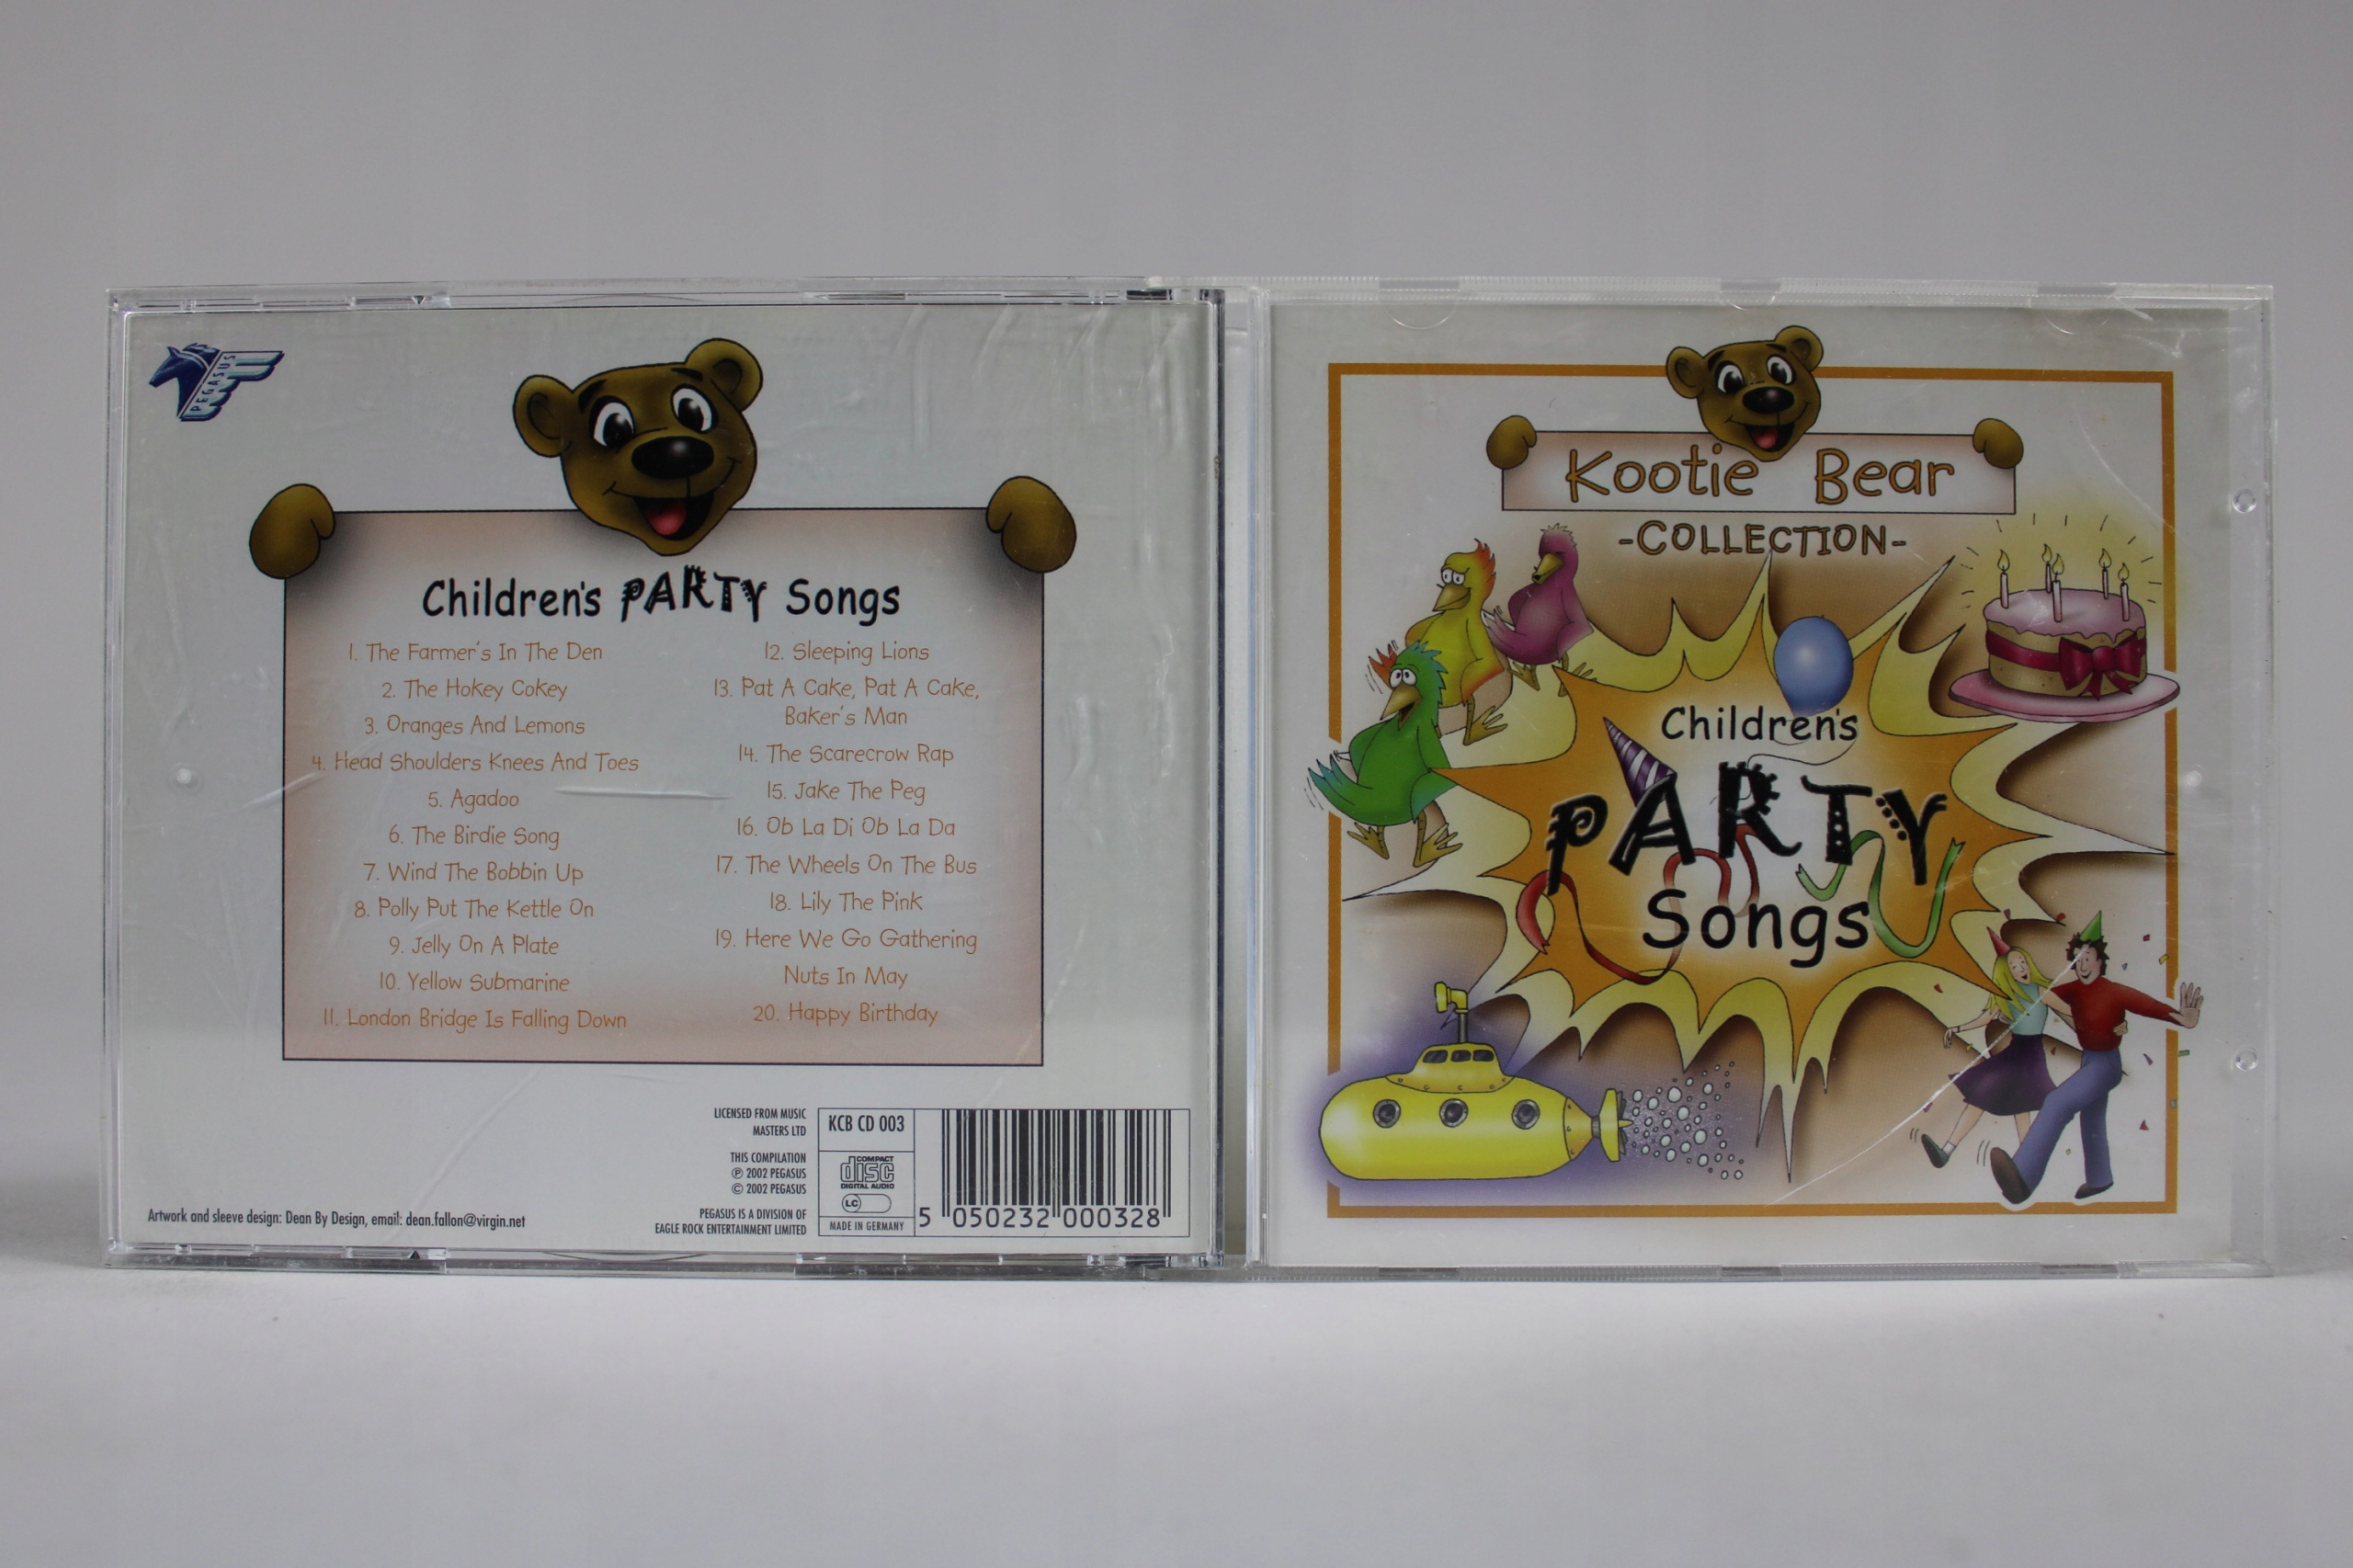 PEGASUS
Children's PARTY Songs
1. The Farmer's In The Den
2. The Hokey Cokey
3. Oranges And Lemons
4. Head Shoulders Knees And Toes
5. Agadoo
6. The Birdie Song
7. Wind The Bobbin Up
8. Polly Put The Kettle On
9. Jelly On A Plate
10. Yellow Submarine
11. London Bridge Is Falling Down
12. Sleeping Lions
13. Pat A Cake, Pat A Cake,
Baker's Man
14. The Scarecrow Rap
15. Jake The Peg
16. Ob La Di Ob La Da
17. The Wheels On The Bus
18. Lily The Pink
19. Here We Go Gathering
Nuts In May
20. Happy Birthday
Artwork and sleeve design: Dean By Design, email: dean.fallon@virgin.net
LICENSED FROM MUSIC
MASTERS LTD
THIS COMPILATION
℗ 2002 PEGASUS
© 2002 PEGASUS
PEGASUS IS A DIVISION OF
EAGLE ROCK ENTERTAINMENT LIMITED
KCB CD 003
COMPACT
disc
DIGITAL AUDIO
LC
MADE IN GERMANY
5 050232 000328
Kootie Bear
-COLLECTION-
Children's
PARTY
Songs